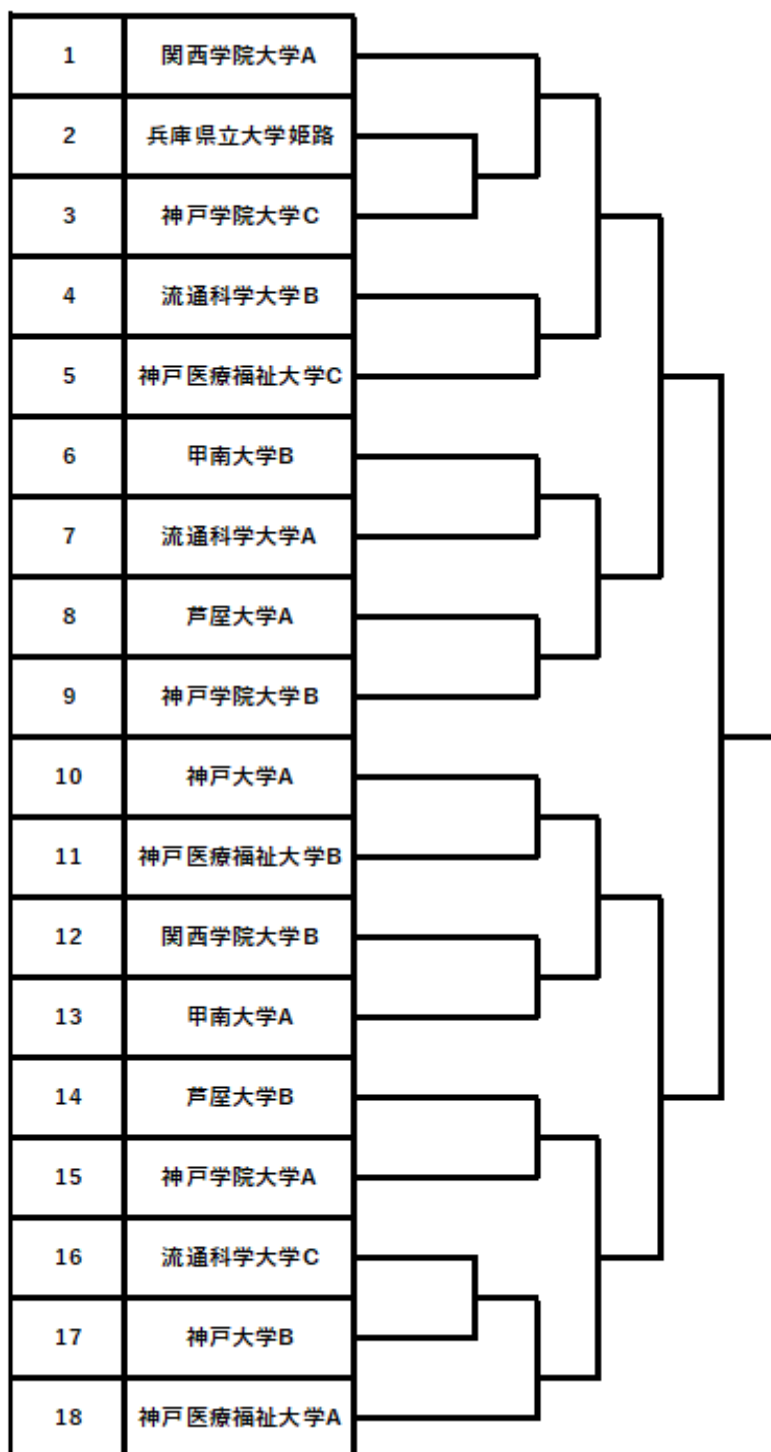 1 関西学院大学A
2 兵庫県立大学姫路
3 神戸学院大学C
4 流通科学大学B
5 神戸医療福祉大学C
6 甲南大学B
7 流通科学大学A
8 芦屋大学A
9 神戸学院大学B
10 神戸大学A
11 神戸医療福祉大学B
12 関西学院大学B
13 甲南大学A
14 芦屋大学B
15 神戸学院大学A
16 流通科学大学C
17 神戸大学B
18 神戸医療福祉大学A